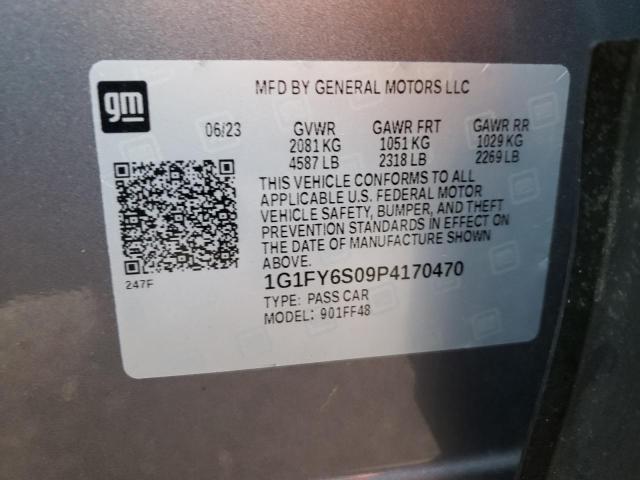 gm
MFD BY GENERAL MOTORS LLC
06/23 GVWR GAWR FRT GAWR RR
2081 KG 1051 KG 1029 KG
4587 LB 2318 LB 2269 LB
THIS VEHICLE CONFORMS TO ALL
APPLICABLE U.S. FEDERAL MOTOR
VEHICLE SAFETY, BUMPER, AND THEFT
PREVENTION STANDARDS IN EFFECT ON
THE DATE OF MANUFACTURE SHOWN
ABOVE.
247F
1G1FY6S09P4170470
TYPE: PASS CAR
MODEL: 901FF48